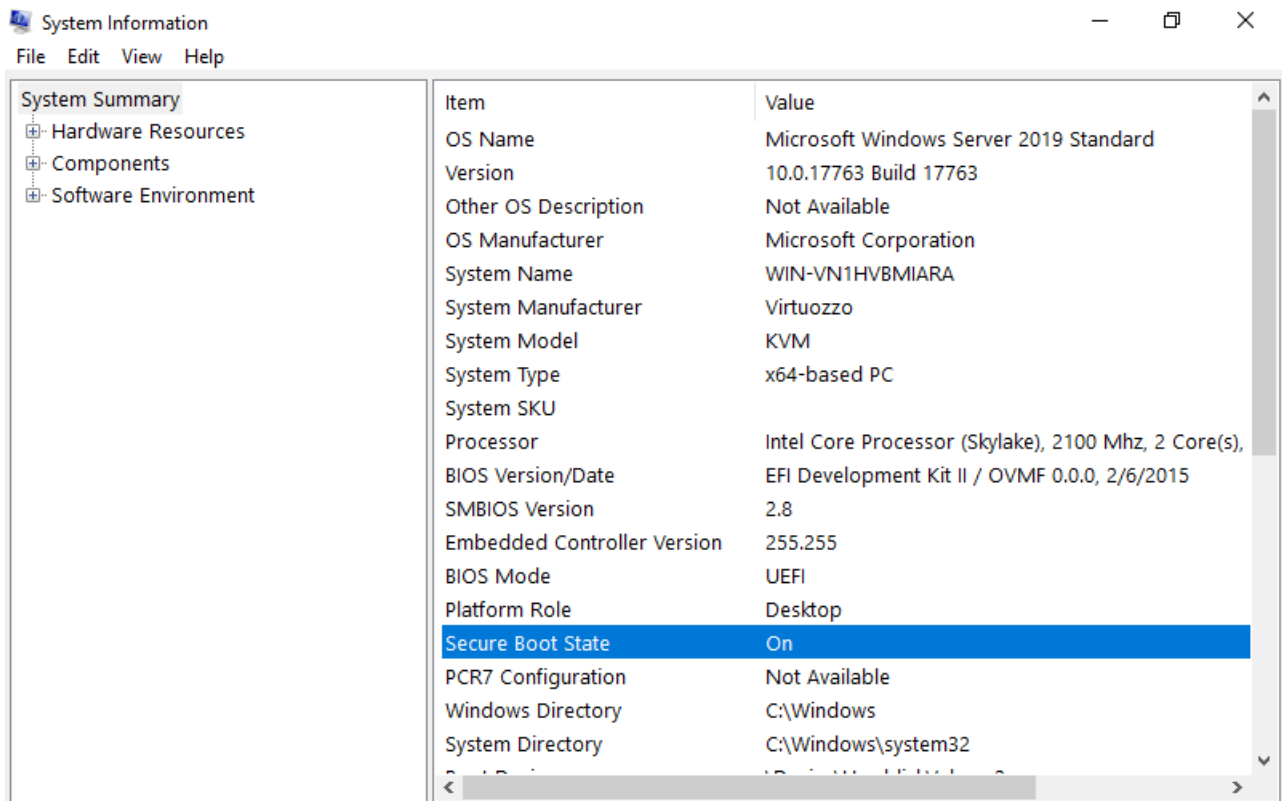 System Information
File Edit View Help
System Summary
Hardware Resources
Components
Software Environment
Item Value
OS Name Microsoft Windows Server 2019 Standard
Version 10.0.17763 Build 17763
Other OS Description Not Available
OS Manufacturer Microsoft Corporation
System Name WIN-VN1HVBMIARA
System Manufacturer Virtuozzo
System Model KVM
System Type x64-based PC
System SKU
Processor Intel Core Processor (Skylake), 2100 Mhz, 2 Core(s),
BIOS Version/Date EFI Development Kit II / OVMF 0.0.0, 2/6/2015
SMBIOS Version 2.8
Embedded Controller Version 255.255
BIOS Mode UEFI
Platform Role Desktop
Secure Boot State On
PCR7 Configuration Not Available
Windows Directory C:\Windows
System Directory C:\Windows\system32